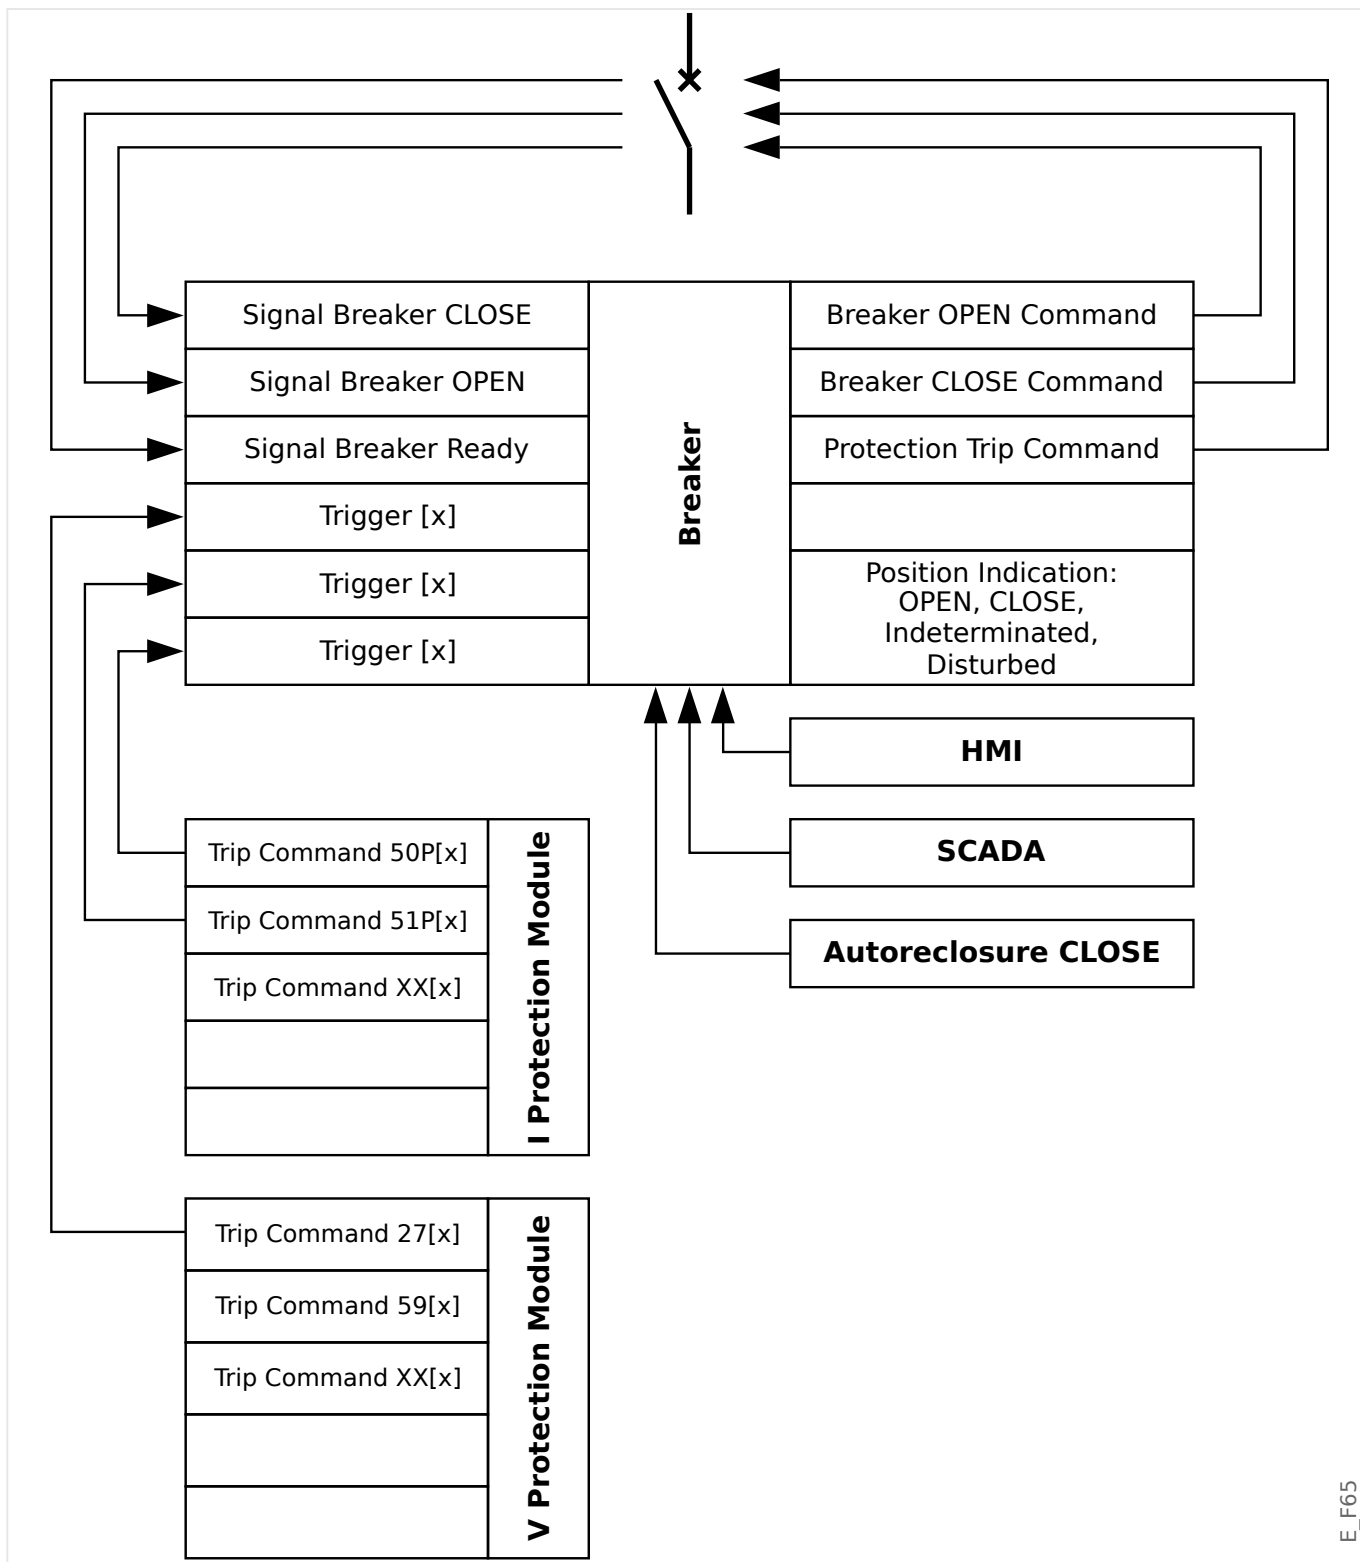 Signal Breaker CLOSE
Signal Breaker OPEN
Signal Breaker Ready
Trigger [x]
Trigger [x]
Trigger [x]
Breaker
Breaker OPEN Command
Breaker CLOSE Command
Protection Trip Command
Position Indication:
OPEN, CLOSE,
Indeterminated,
Disturbed
HMI
SCADA
Autoreclosure CLOSE
Trip Command 50P[x]
Trip Command 51P[x]
Trip Command XX[x]
I Protection Module
Trip Command 27[x]
Trip Command 59[x]
Trip Command XX[x]
V Protection Module
E_F65